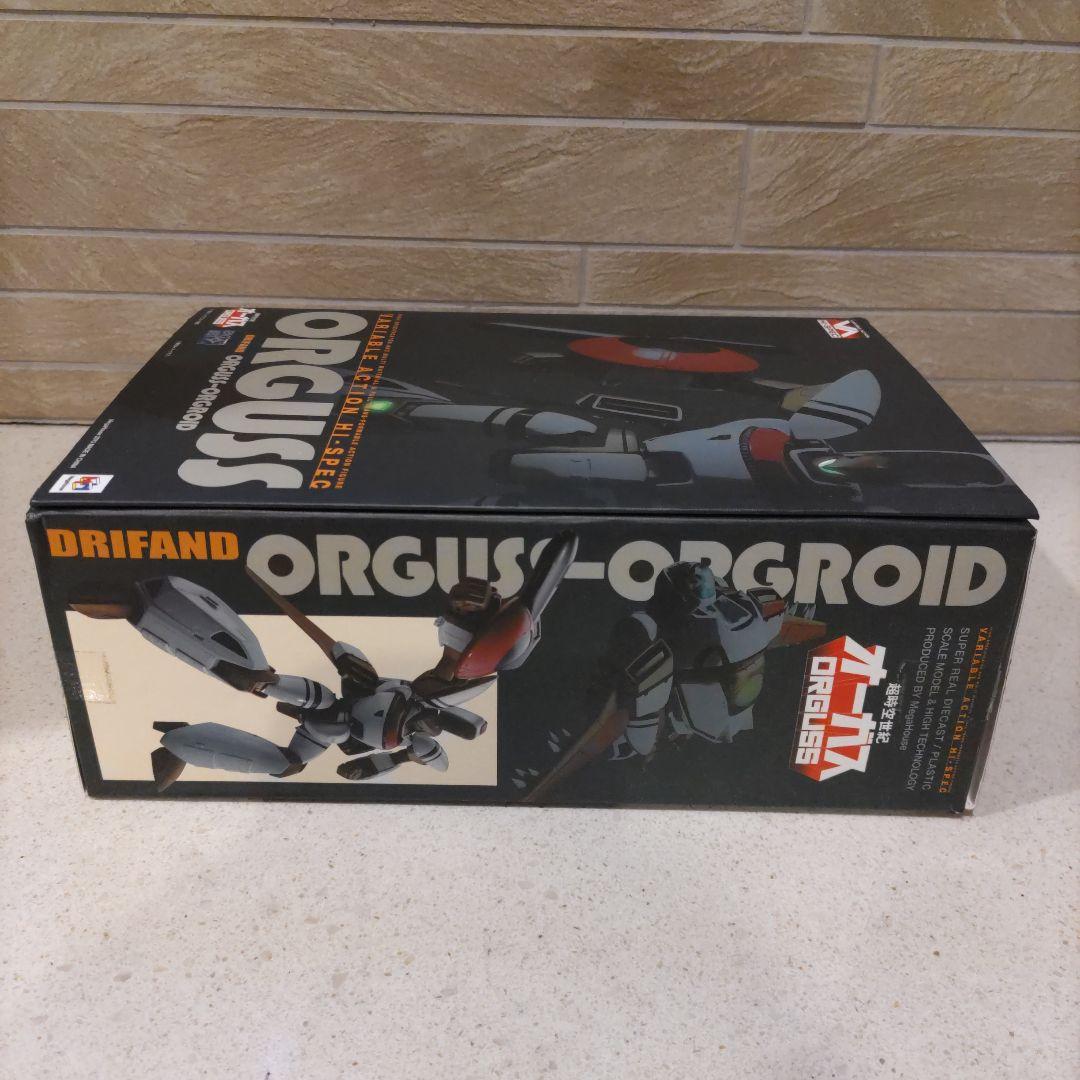 ORGUSS
DRIFAND ORGUSS-ORGROID
VARIABLE ACTION HI-SPEC
MegaHouse
DRIFAND
ORGUSS-ORGROID
超時空世紀
オーガス
ORGUSS
VARIABLE ACTION HI-SPEC
SUPER REAL DIECAST / PLASTIC
SCALE MODEL & HIGH TECHNOLOGY
PRODUCED BY MegaHouse